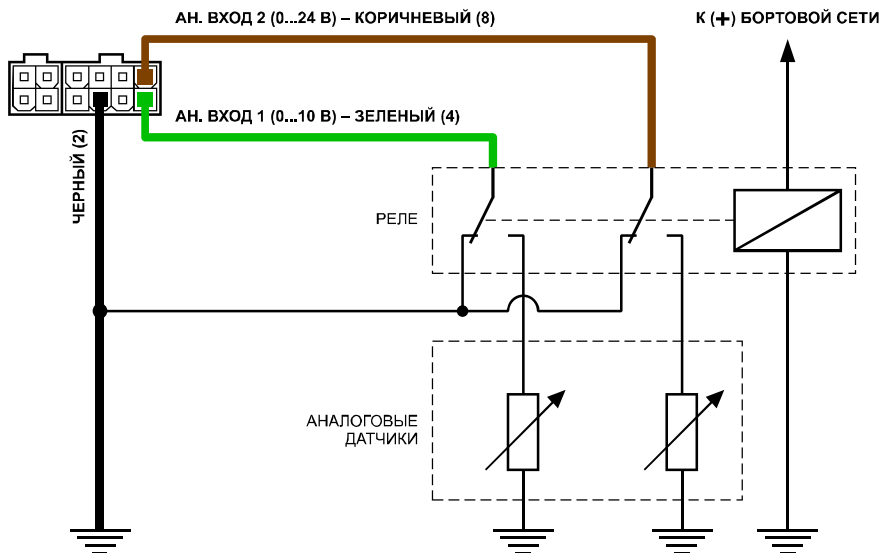 АН. ВХОД 2 (0...24 В) – КОРИЧНЕВЫЙ (8)
К (+) БОРТОВОЙ СЕТИ
АН. ВХОД 1 (0...10 В) – ЗЕЛЕНЫЙ (4)
ЧЕРНЫЙ (2)
РЕЛЕ
АНАЛОГОВЫЕ
ДАТЧИКИ